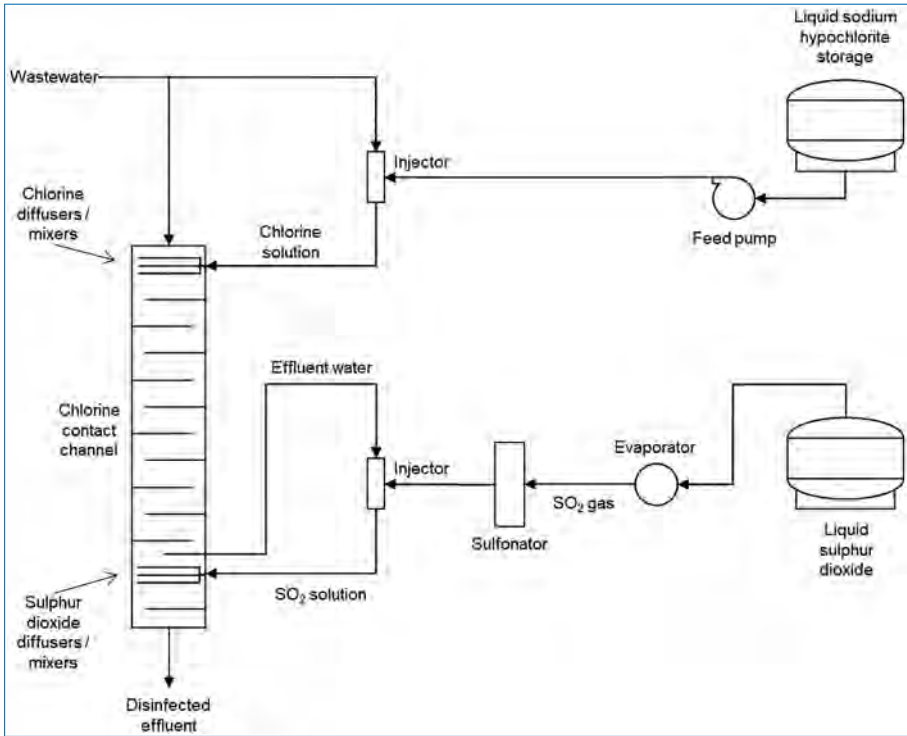 Liquid sodium
hypochlorite
storage
Wastewater
Injector
Chlorine
diffusers /
mixers
Chlorine
solution
Feed pump
Effluent water
Chlorine
contact
channel
Evaporator
Injector
SO₂ gas
Sulfonator
Liquid
sulphur
dioxide
SO₂ solution
Sulphur
dioxide
diffusers /
mixers
Disinfected
effluent